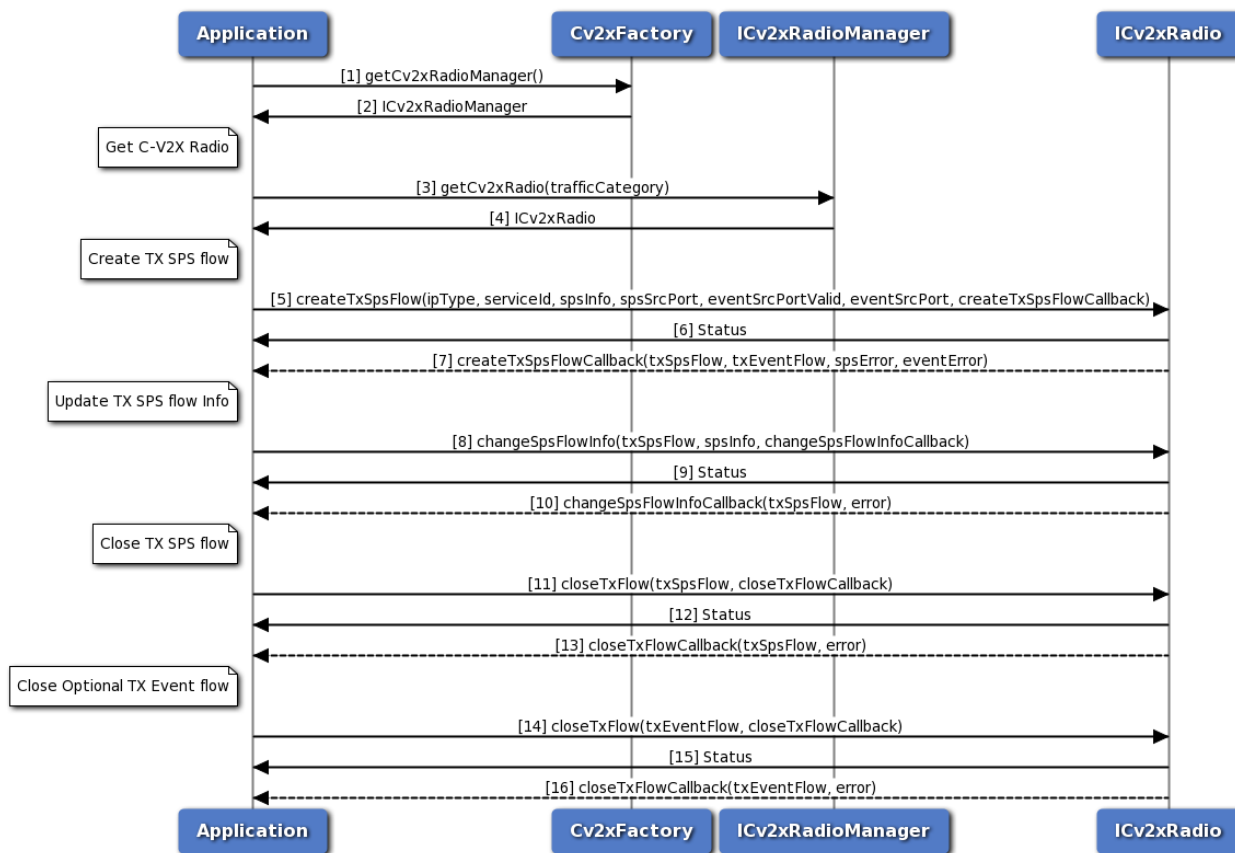 Application
Cv2xFactory
ICv2xRadioManager
ICv2xRadio
[1] getCv2xRadioManager()
[2] ICv2xRadioManager
Get C-V2X Radio
[3] getCv2xRadio(trafficCategory)
[4] ICv2xRadio
Create TX SPS flow
[5] createTxSpsFlow(ipType, serviceId, spsInfo, spsSrcPort, eventSrcPortValid, eventSrcPort, createTxSpsFlowCallback)
[6] Status
[7] createTxSpsFlowCallback(txSpsFlow, txEventFlow, spsError, eventError)
Update TX SPS flow Info
[8] changeSpsFlowInfo(txSpsFlow, spsInfo, changeSpsFlowInfoCallback)
[9] Status
[10] changeSpsFlowInfoCallback(txSpsFlow, error)
Close TX SPS flow
[11] closeTxFlow(txSpsFlow, closeTxFlowCallback)
[12] Status
[13] closeTxFlowCallback(txSpsFlow, error)
Close Optional TX Event flow
[14] closeTxFlow(txEventFlow, closeTxFlowCallback)
[15] Status
[16] closeTxFlowCallback(txEventFlow, error)
Application
Cv2xFactory
ICv2xRadioManager
ICv2xRadio